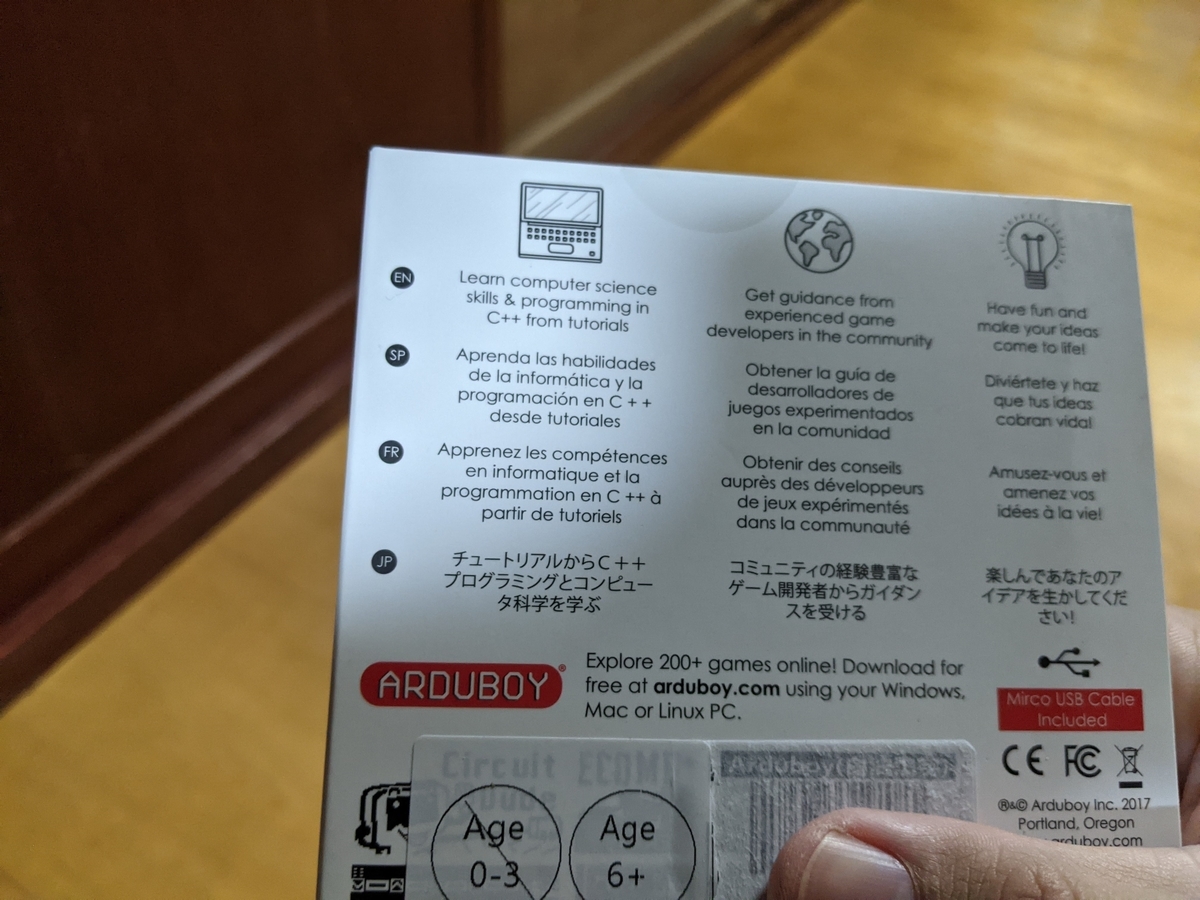 EN
Learn computer science
skills & programming in
C++ from tutorials
Get guidance from
experienced game
developers in the community
Have fun and
make your ideas
come to life!
SP
Aprenda las habilidades
de la informática y la
programación en C + +
desde tutoriales
Obtener la guía de
desarrolladores de
juegos experimentados
en la comunidad
Diviértete y haz
que tus ideas
cobran vida!
FR
Apprenez les compétences
en informatique et la
programmation en C ++ à
partir de tutoriels
Obtenir des conseils
auprès des développeurs
de jeux expérimentés
dans la communauté
Amusez-vous et
amenez vos
idées à la vie!
JP
チュートリアルからC++
プログラミングとコンピュー
タ科学を学ぶ
コミュニティの経験豊富な
ゲーム開発者からガイダン
スを受ける
楽しんであなたのア
イデアを生かしてくだ
さい!
ARDUBOY®
Explore 200+ games online! Download for
free at arduboy.com using your Windows,
Mac or Linux PC.
Mirco USB Cable
Included
CE FC
®&© Arduboy Inc. 2017
Portland, Oregon
arduboy.com
Circuit
Dude
Age
0-3
Age
6+